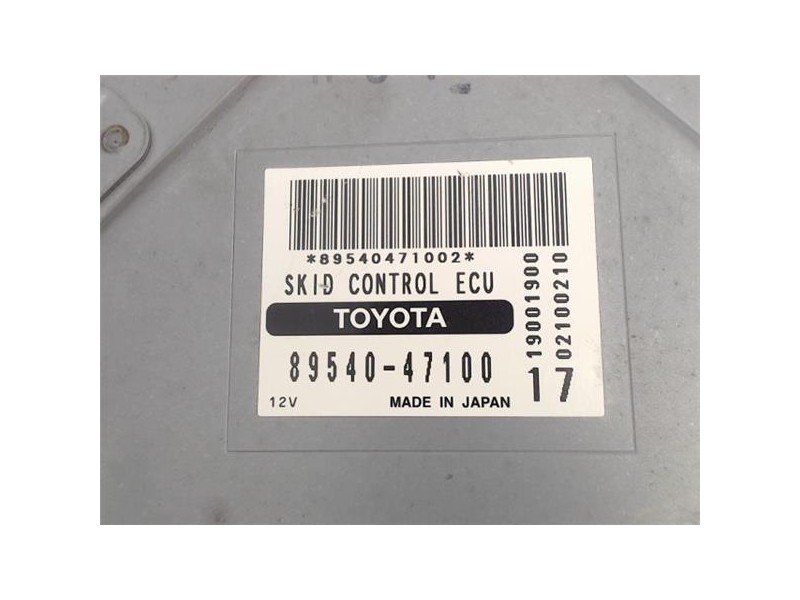 *89540471002*
SKID CONTROL ECU
TOYOTA
89540-47100
12V MADE IN JAPAN
17
19001900
02100210